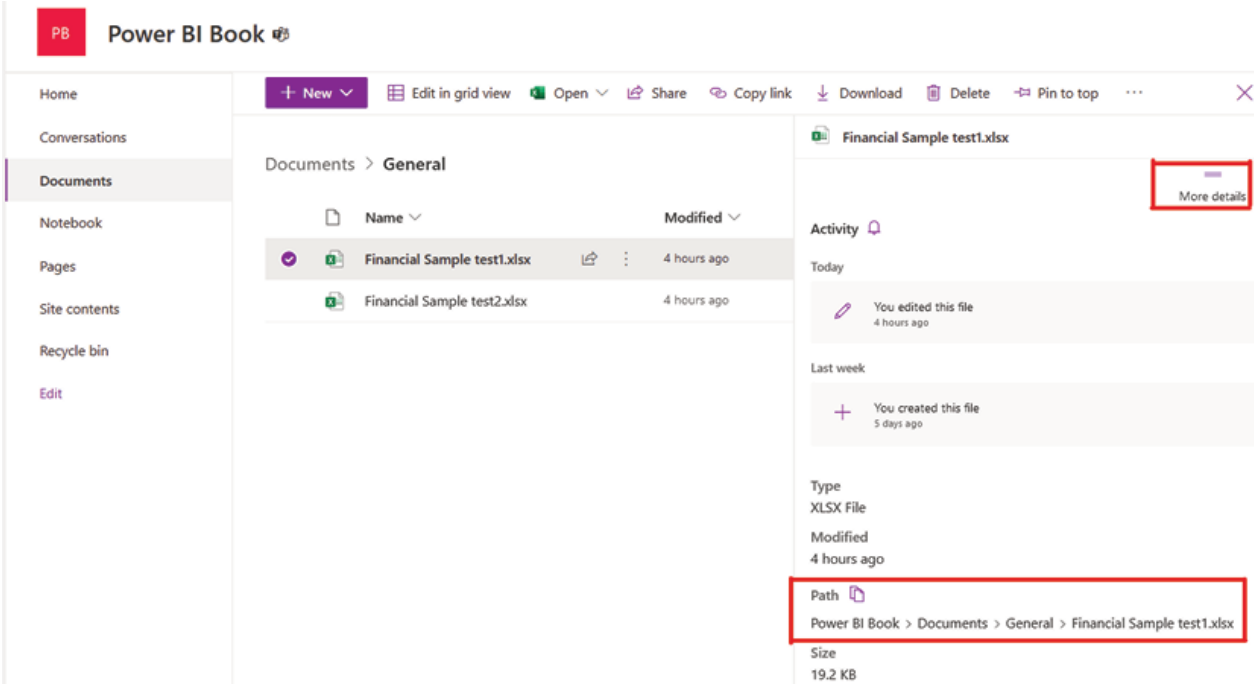 PB Power BI Book
Home
Conversations
Documents
Notebook
Pages
Site contents
Recycle bin
Edit
New Edit in grid view Open Share Copy link Download Delete Pin to top ...
Documents > General
Name Modified
Financial Sample test1.xlsx 4 hours ago
Financial Sample test2.xlsx 4 hours ago
Financial Sample test1.xlsx
More details
Activity
Today
You edited this file
4 hours ago
Last week
You created this file
5 days ago
Type
XLSX File
Modified
4 hours ago
Path
Power BI Book > Documents > General > Financial Sample test1.xlsx
Size
19.2 KB